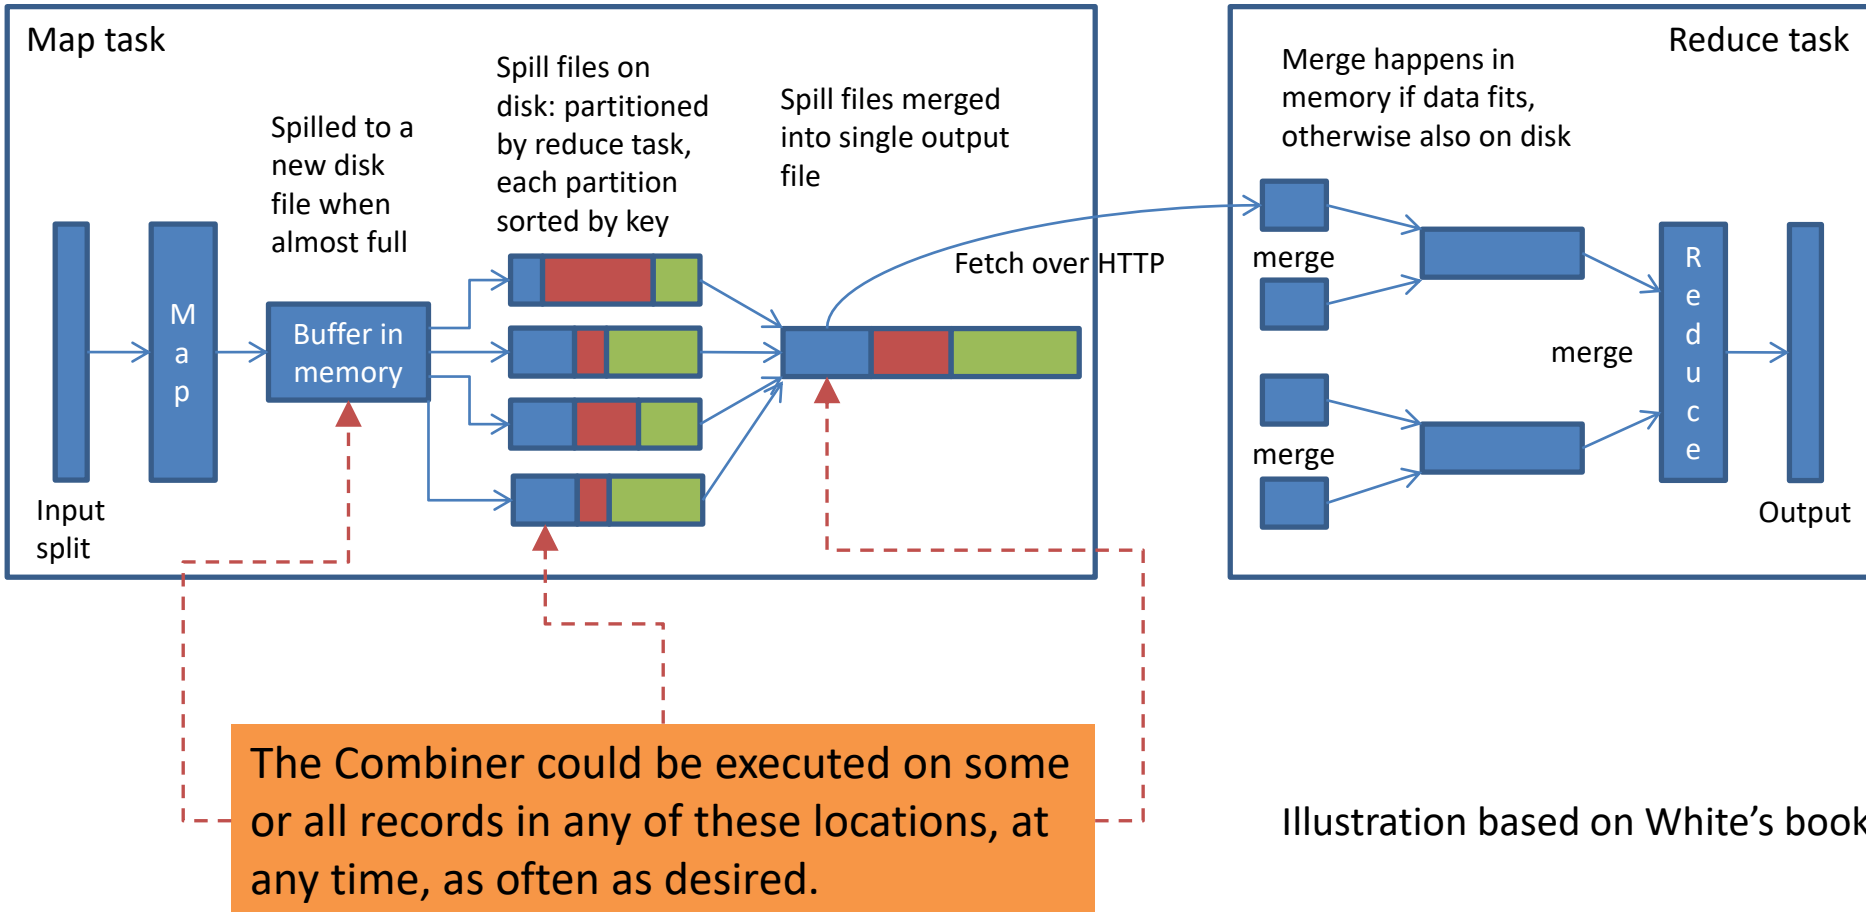 Map task
Spilled to a
new disk
file when
almost full
Spill files on
disk: partitioned
by reduce task,
each partition
sorted by key
Spill files merged
into single output
file
Input
split
Map
Buffer in
memory
Fetch over HTTP
Reduce task
Merge happens in
memory if data fits,
otherwise also on disk
merge
merge
merge
Reduce
Output
The Combiner could be executed on some
or all records in any of these locations, at
any time, as often as desired.
Illustration based on White’s book